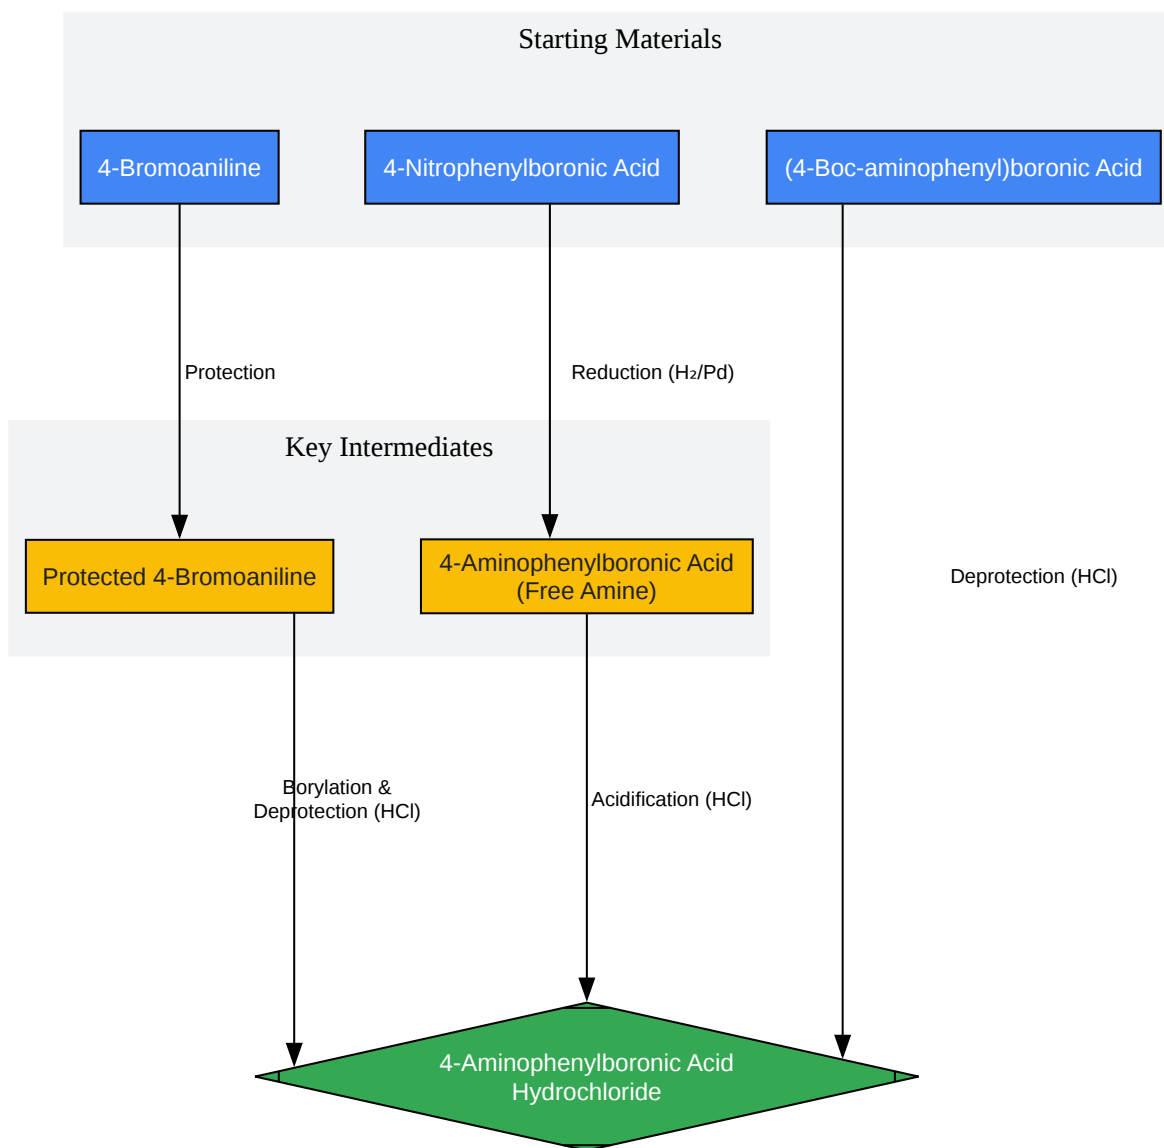 Starting Materials
4-Bromoaniline
4-Nitrophenylboronic Acid
(4-Boc-aminophenyl)boronic Acid
Protection
Reduction (H₂/Pd)
Key Intermediates
Protected 4-Bromoaniline
4-Aminophenylboronic Acid
(Free Amine)
Deprotection (HCl)
Borylation &
Deprotection (HCl)
Acidification (HCl)
4-Aminophenylboronic Acid
Hydrochloride